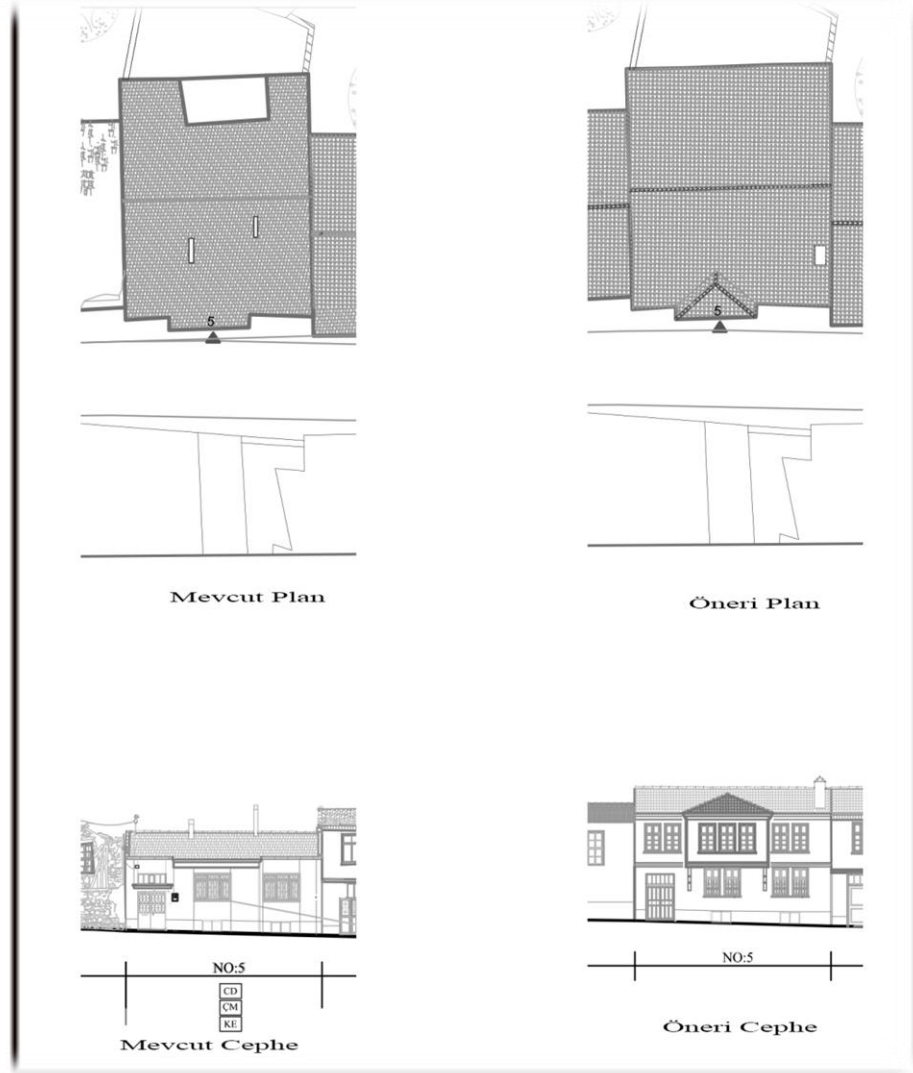 5
5
Mevcut Plan
Öneri Plan
NO:5
CD
ÇM
KE
Mevcut Cephe
NO:5
Öneri Cephe